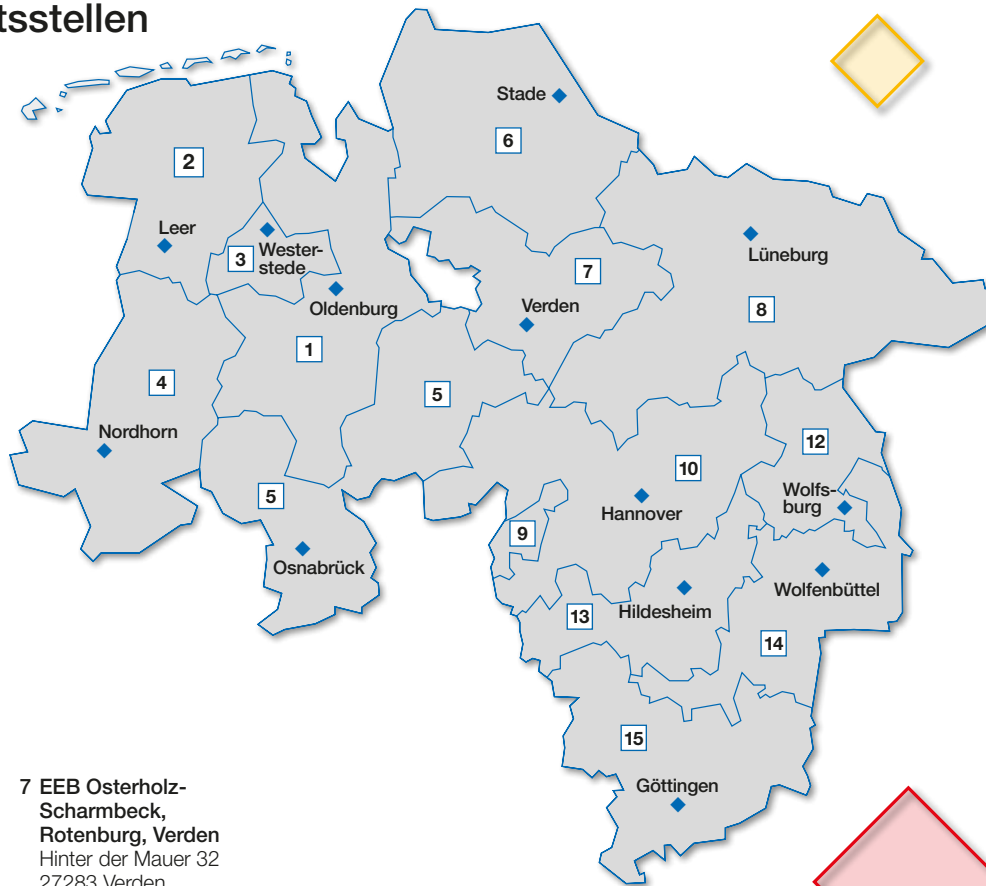 tsstellen
Stade
6
2
Leer
3
Wester-
stede
Oldenburg
7
Verden
Lüneburg
8
1
4
5
Nordhorn
12
10
5
Wolfs-
burg
Hannover
9
Osnabrück
Wolfenbüttel
Hildesheim
13
14
15
Göttingen
7 EEB Osterholz-
Scharmbeck,
Rotenburg, Verden
Hinter der Mauer 32
27283 Verden